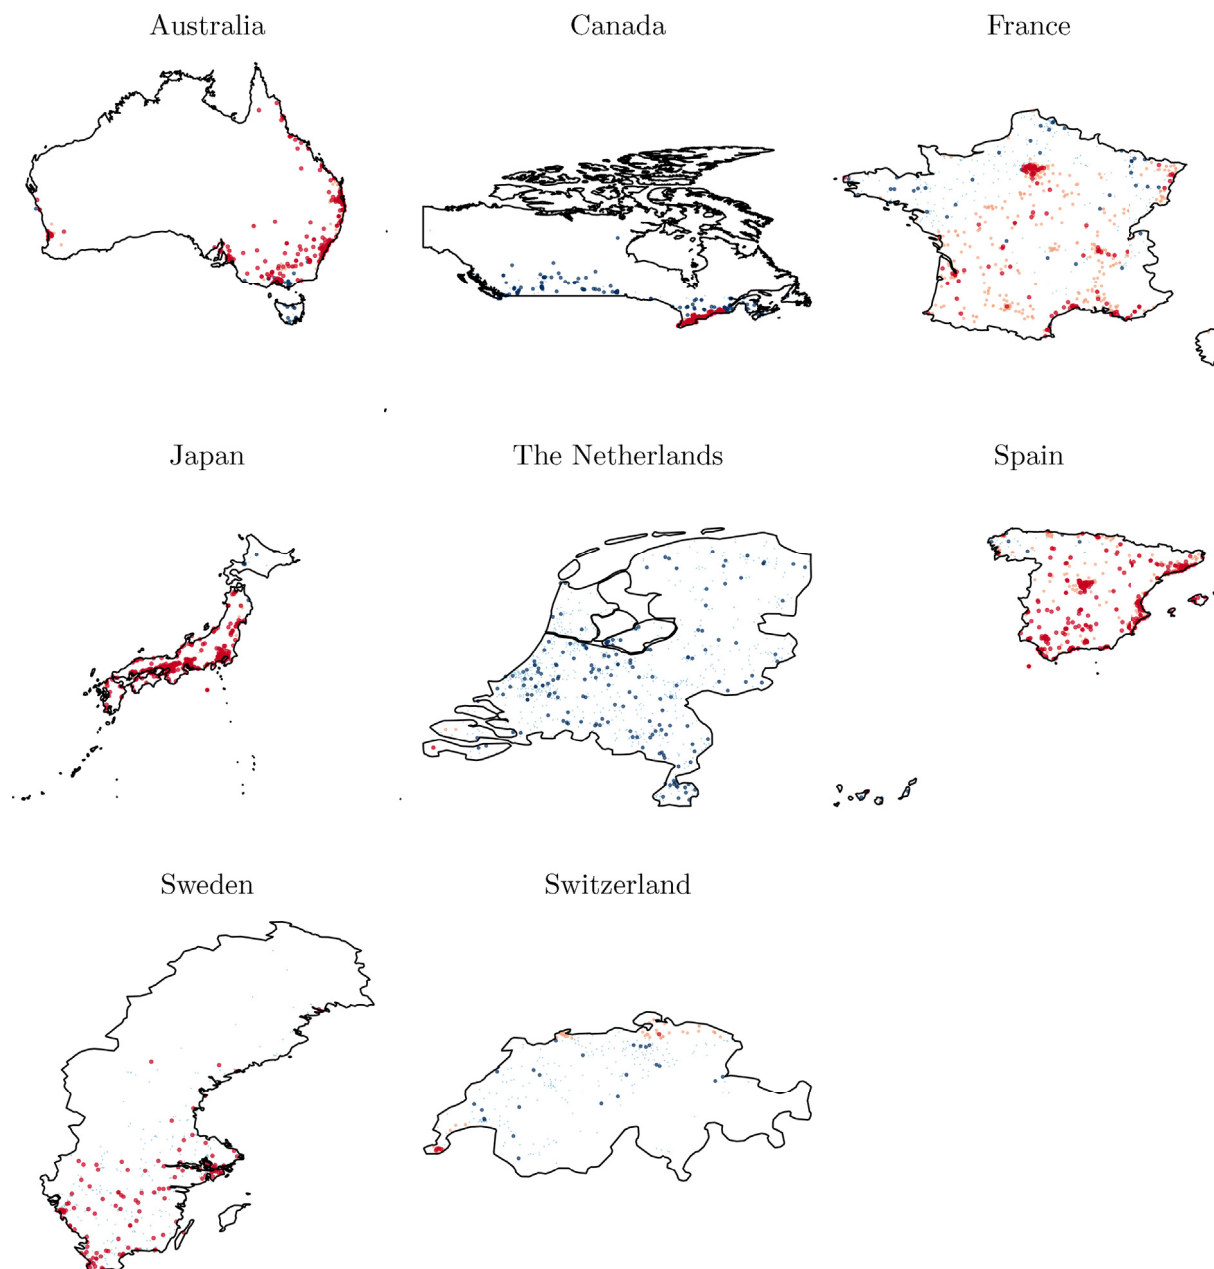 Australia
Canada
France
Japan
The Netherlands
Spain
Sweden
Switzerland